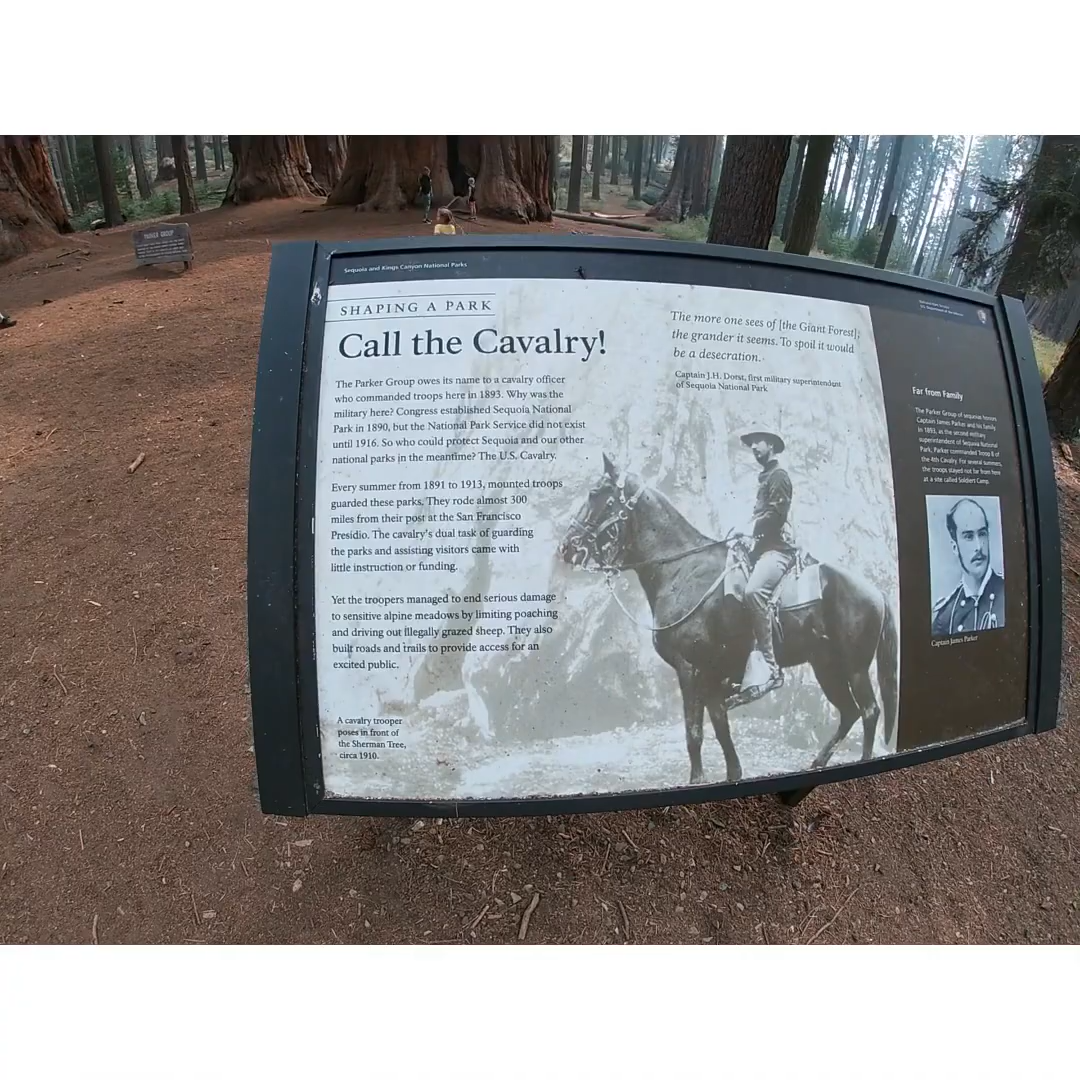 PARKER GROUP
Sequoia and Kings Canyon National Parks
SHAPING A PARK
Call the Cavalry!
The Parker Group owes its name to a cavalry officer
who commanded troops here in 1893. Why was the
military here? Congress established Sequoia National
Park in 1890, but the National Park Service did not exist
until 1916. So who could protect Sequoia and our other
national parks in the meantime? The U.S. Cavalry.
Every summer from 1891 to 1913, mounted troops
guarded these parks. They rode almost 300
miles from their post at the San Francisco
Presidio. The cavalry's dual task of guarding
the parks and assisting visitors came with
little instruction or funding.
Yet the troopers managed to end serious damage
to sensitive alpine meadows by limiting poaching
and driving out illegally grazed sheep. They also
built roads and trails to provide access for an
excited public.
A cavalry trooper
poses in front of
the Sherman Tree,
circa 1910.
The more one sees of [the Giant Forest];
the grander it seems. To spoil it would
be a desecration.
Captain J.H. Dorst, first military superintendent
of Sequoia National Park
Far from Family
The Parker Group of sequoias honors
Captain James Parker and his family.
In 1893, as the second military
superintendent of Sequoia National
Park, Parker commanded Troop B of
the 4th Cavalry. For several summers,
the troops stayed not far from here
at a site called Soldiers Camp.
Captain James Parker